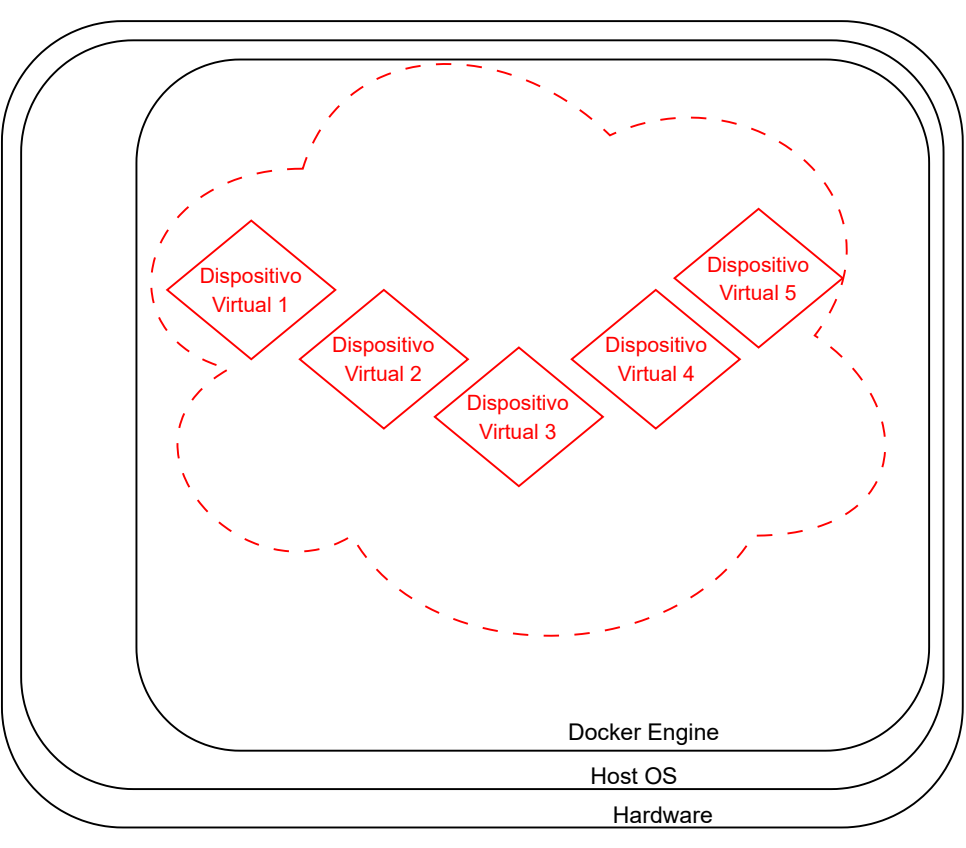 Dispositivo
Virtual 1
Dispositivo
Virtual 2
Dispositivo
Virtual 3
Dispositivo
Virtual 4
Dispositivo
Virtual 5
Docker Engine
Host OS
Hardware